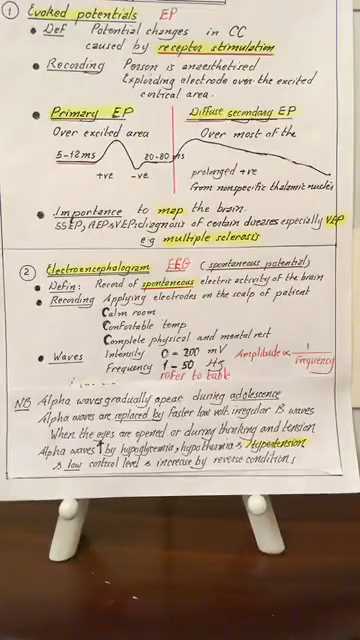 ① Evoked potentials EP
• Def Potential changes in CC
caused by receptor stimulation
• Recording Person is anaesthetised
Exploriding electrode over the excited
cortical area.
• Primary EP
Over excited area
5-12 ms
+ve
-ve
20-80 ms
Diffuse secondary EP
Over most of the
prolonged +ve
from nonspecific thalamic nucles
• Importance to map the brain.
SSEP, AEP & VEP: diagnosis of certain diseases especially VEP
e.g multiple sclerosis
② Electroencephalogram EEG (spontaneous potential)
• Defin: Record of spontaneous electric activity of the brain
• Recording Applying electrodes on the scalp of patient
Calm room
Confortable temp
Complete physical and mental rest
• Waves Intensity 0 = 200 mV
Frequency 1 - 50 Hz
refer to table
Amplitude ∝ 1/Frequency
NB Alpha waves gradually apear during adolescence
Alpha waves are replaced by faster low volt irregular B waves
When the eyes are opened or during thinking and tension
Alpha waves ↑ by hypoglycemia, hypothermia & Hypertension
& low cortisol level & increase by reverse conditions